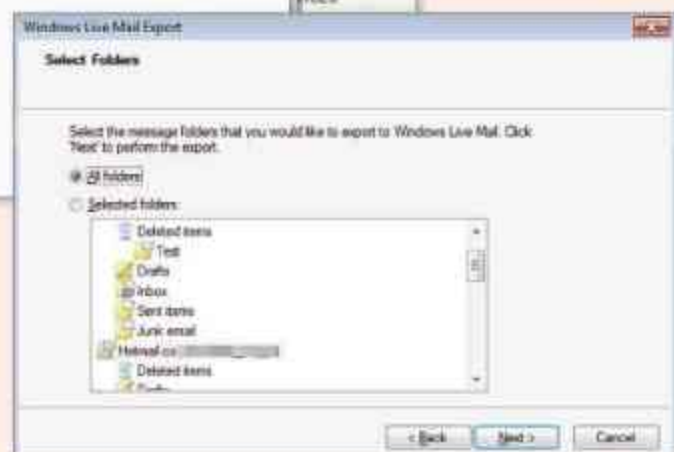 Windows Live Mail Export
Select Folders
Select the message folders that you would like to export to Windows Live Mail. Click
'Next' to perform the export.
All folders
Selected folders:
Deleted items
Test
Drafts
Inbox
Sent items
Junk email
Hotmail
Deleted items
Drafts
< Back
Next >
Cancel